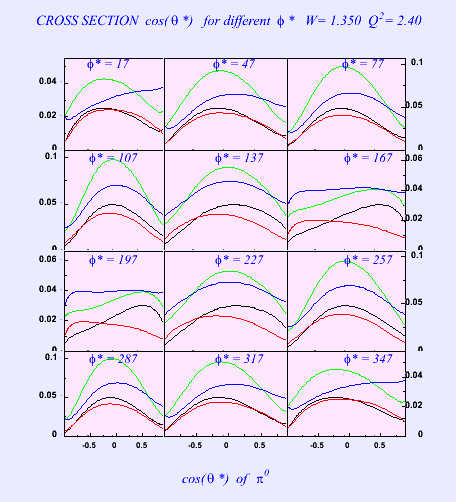 CROSS SECTION cos(θ*) for different ϕ* W= 1.350 Q² = 2.40
ϕ* = 17 ϕ* = 47 ϕ* = 77
0.04 0.02 0 0.1 0.05 0
ϕ* = 107 ϕ* = 137 ϕ* = 167
0.1 0.05 0 0.06 0.04 0.02 0
ϕ* = 197 ϕ* = 227 ϕ* = 257
0.06 0.04 0.02 0 0.1 0.05 0
ϕ* = 287 ϕ* = 317 ϕ* = 347
0.1 0.05 0 0.04 0.02 0
-0.5 0 0.5 -0.5 0 0.5 -0.5 0 0.5
cos(θ*) of π⁰